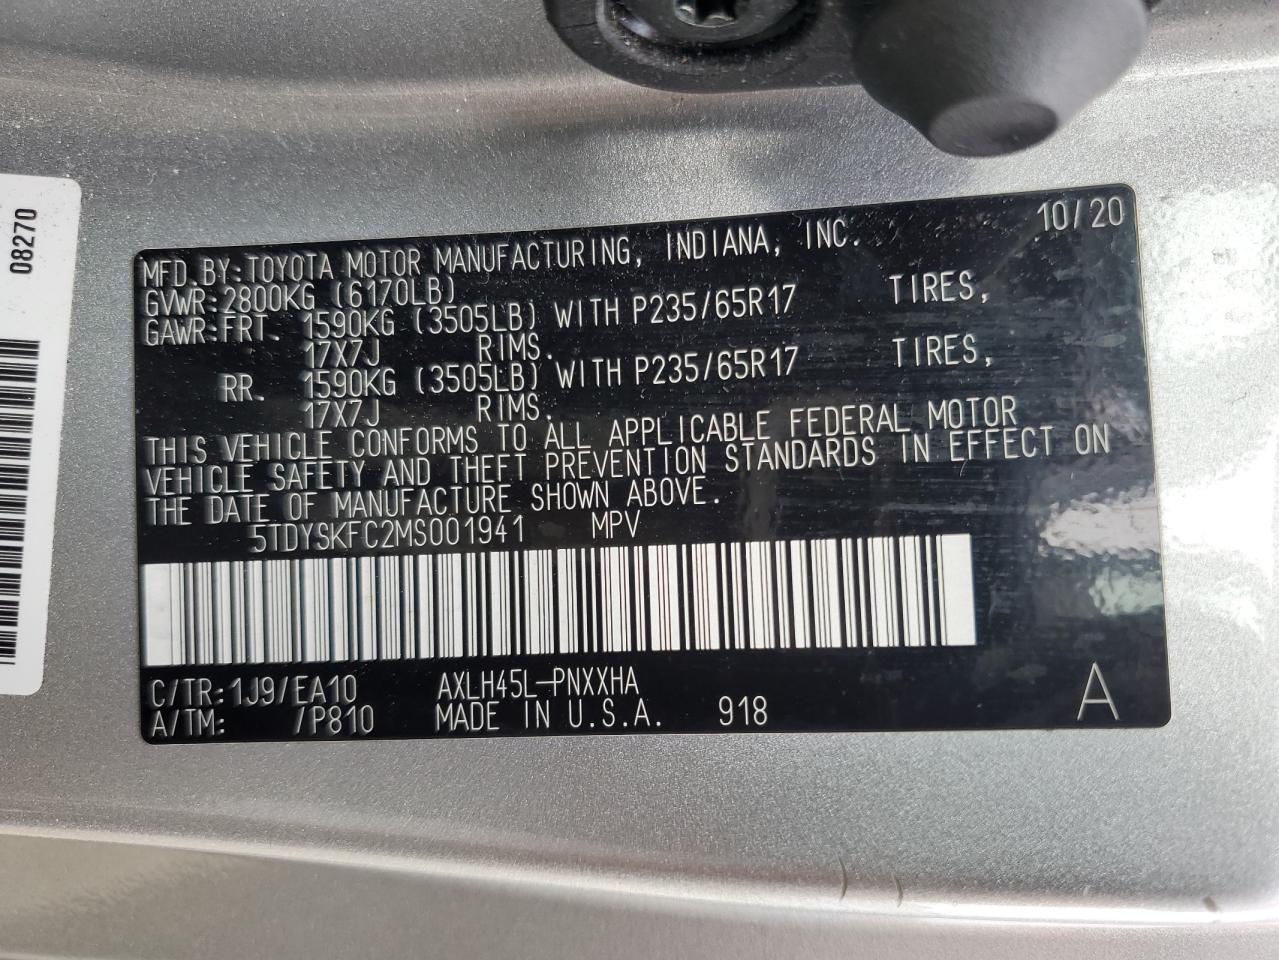 08270
10/20
MFD.BY:TOYOTA MOTOR MANUFACTURING, INDIANA, INC.
GVWR:2800KG (6170LB)
GAWR:FRT. 1590KG (3505LB) WITH P235/65R17 TIRES,
17X7J RIMS.
RR. 1590KG (3505LB) WITH P235/65R17 TIRES,
17X7J RIMS.
THIS VEHICLE CONFORMS TO ALL APPLICABLE FEDERAL MOTOR
VEHICLE SAFETY AND THEFT PREVENTION STANDARDS IN EFFECT ON
THE DATE OF MANUFACTURE SHOWN ABOVE.
5TDYSKFC2MS001941 MPV
C/TR:1J9/EA10 AXLH45L-PNXXHA
A/TM: /P810 MADE IN U.S.A. 918
A